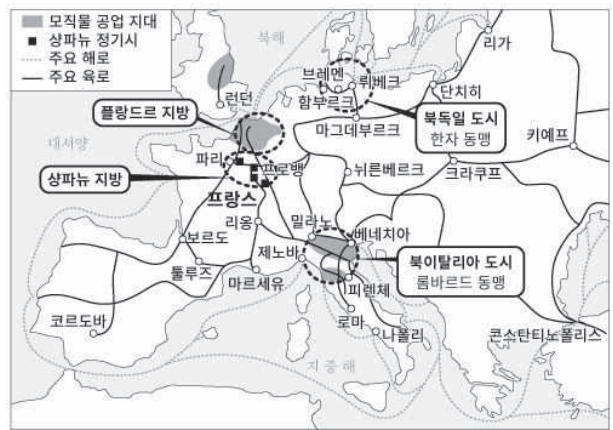 모직물 공업 지대
샹파뉴 정기시
주요 해로
주요 육로
북해
리가
브레멘
뤼베크
단치히
런던
함부르크
플랑드르 지방
북독일 도시
한자 동맹
마그데부르크
키예프
대서양
파리
프로뱅
뉘른베르크
크라쿠프
샹파뉴 지방
프랑스
리옹
밀라노
베네치아
보르도
제노바
북이탈리아 도시
롬바르드 동맹
툴루즈
마르세유
피렌체
코르도바
로마
나폴리
콘스탄티노폴리스
지중해